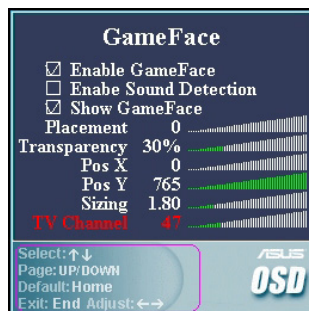 GameFace
Enable GameFace
Enabe Sound Detection
Show GameFace
Placement 0
Transparency 30%
Pos X 0
Pos Y 765
Sizing 1.80
TV Channel 47
Select:↑↓
Page: UP/DOWN
Default: Home
Exit: End Adjust:←→
ASUS
OSD